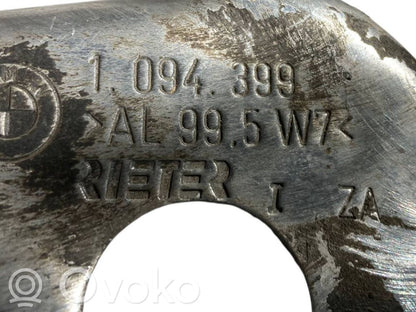 1.094.399
>AL 99.5 W7<
RIETER I ZA
© Ovoko